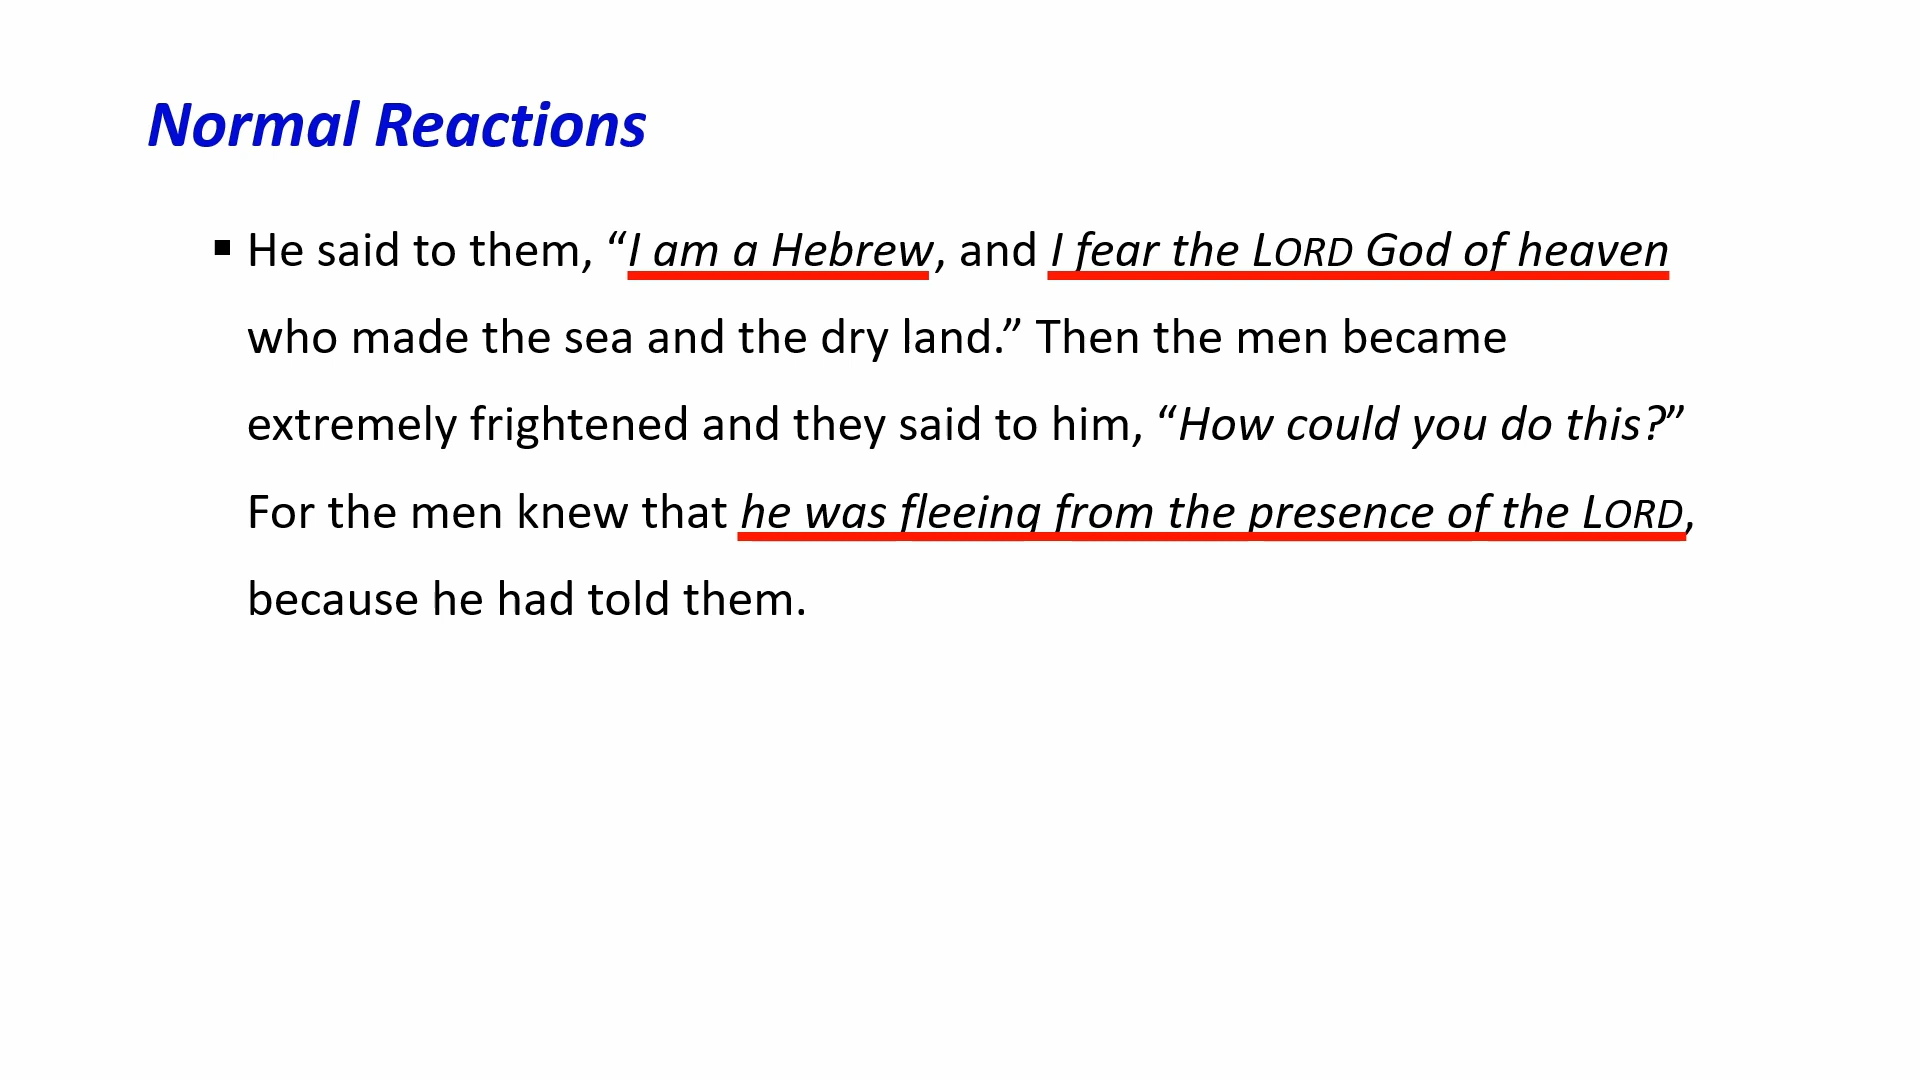 Normal Reactions
▪ He said to them, “I am a Hebrew, and I fear the LORD God of heaven
who made the sea and the dry land.” Then the men became
extremely frightened and they said to him, “How could you do this?”
For the men knew that he was fleeing from the presence of the LORD,
because he had told them.